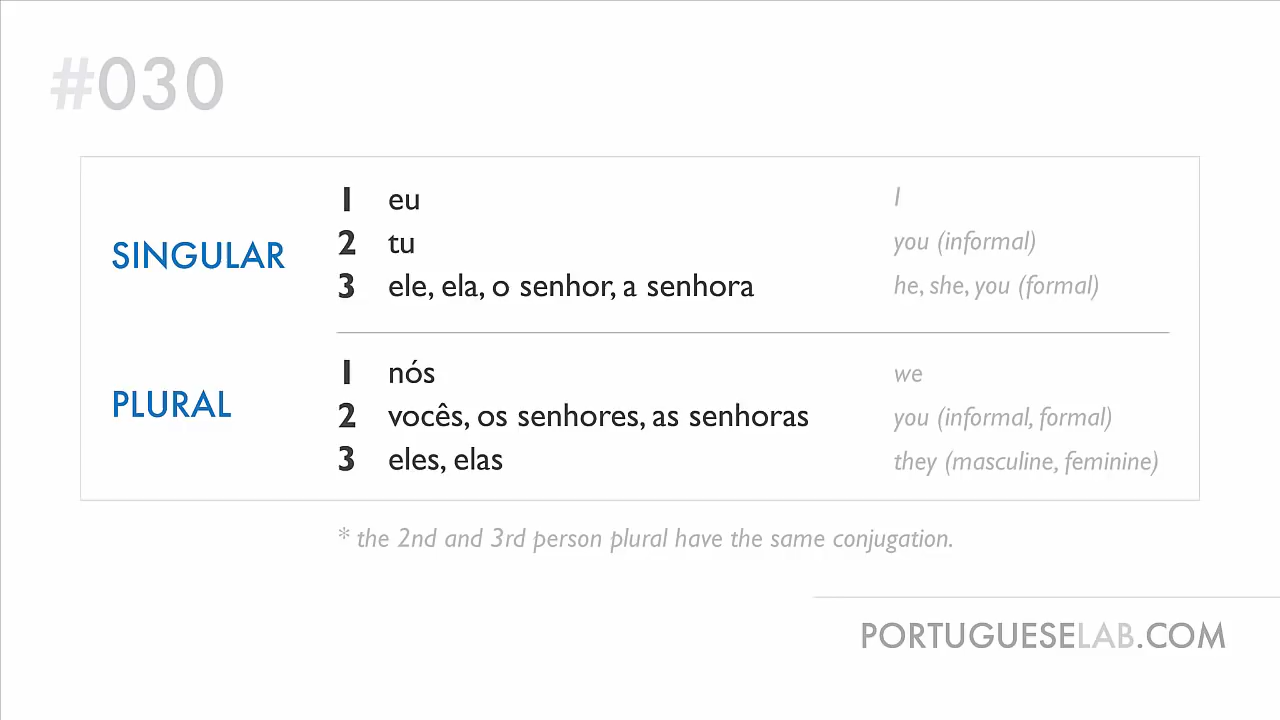 #030
SINGULAR
1 eu I
2 tu you (informal)
3 ele, ela, o senhor, a senhora he, she, you (formal)
PLURAL
1 nós we
2 vocês, os senhores, as senhoras you (informal, formal)
3 eles, elas they (masculine, feminine)
* the 2nd and 3rd person plural have the same conjugation.
PORTUGUESELAB.COM